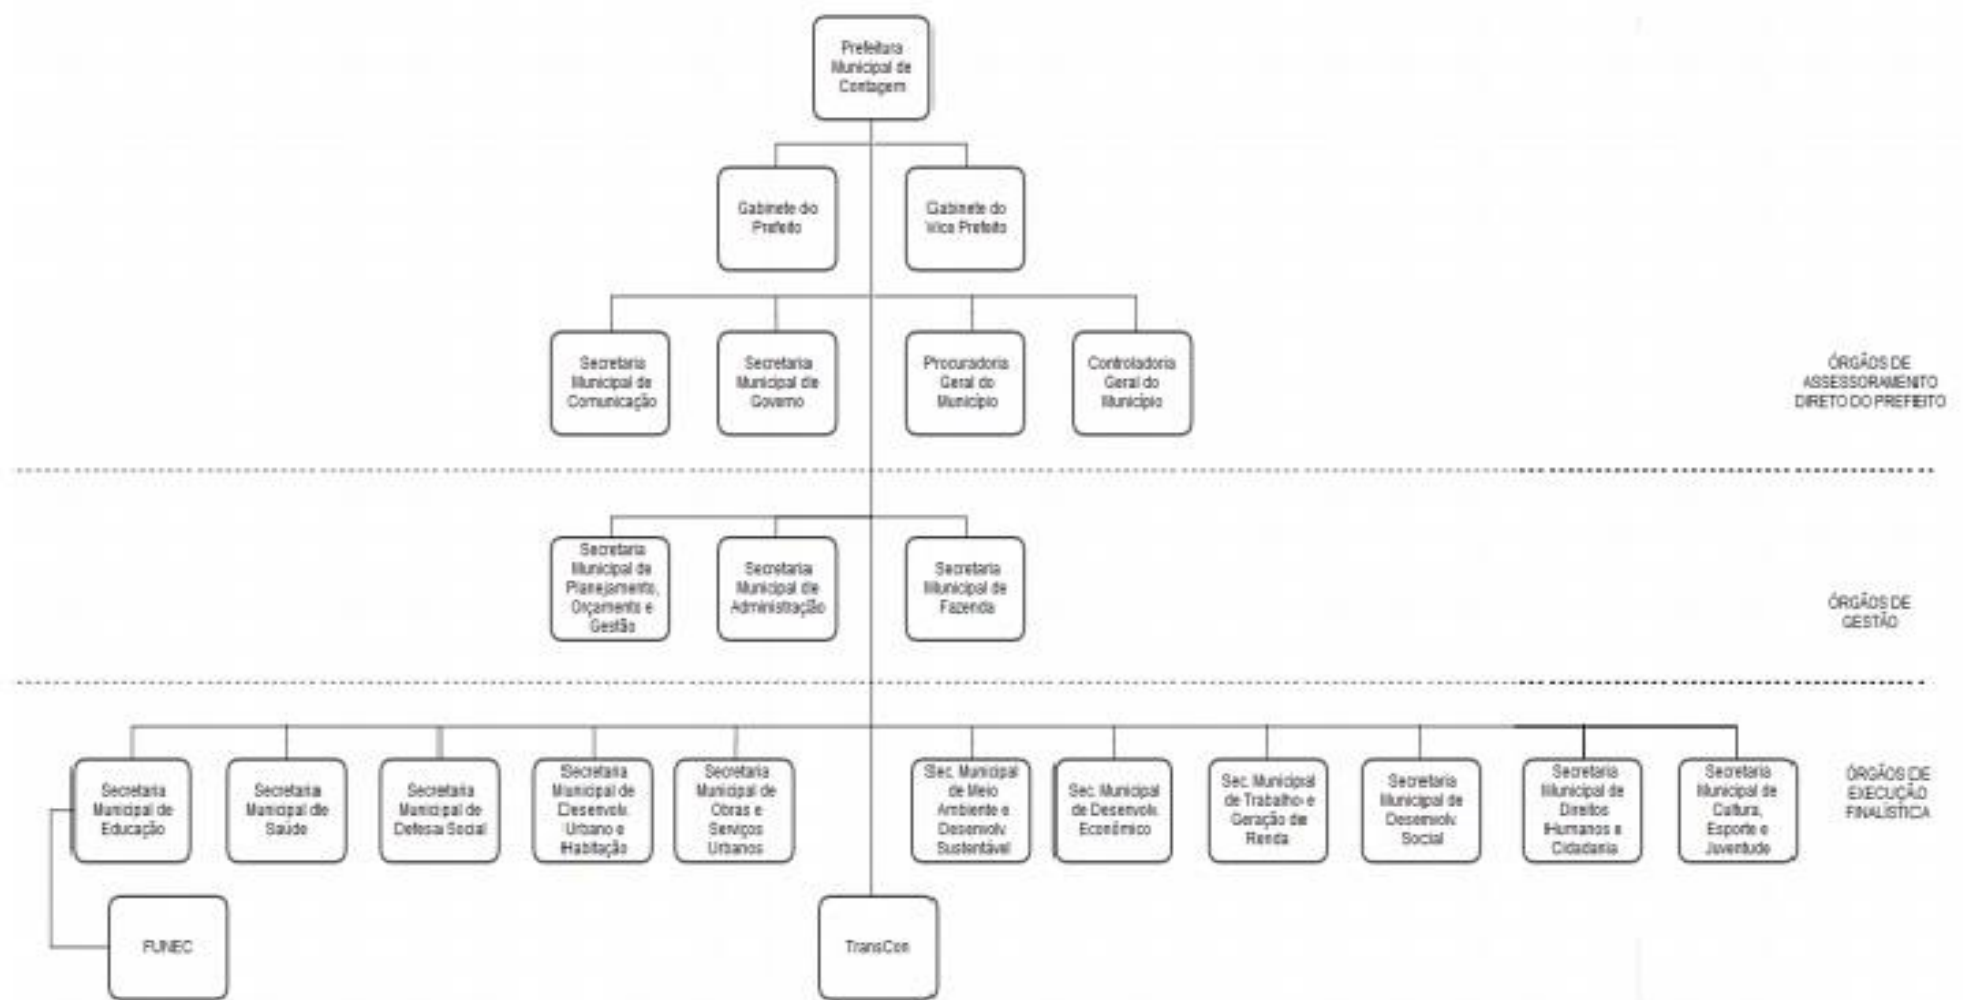 Prefeitura
Municipal de
Contagem
Gabinete do
Prefeito
Gabinete do
Vice Prefeito
Secretaria
Municipal de
Comunicação
Secretaria
Municipal de
Governo
Procuradoria
Geral do
Município
Controladoria
Geral do
Município
ÓRGÃOS DE
ASSESSORAMENTO
DIRETO DO PREFEITO
Secretaria
Municipal de
Planejamento,
Orçamento e
Gestão
Secretaria
Municipal de
Administração
Secretaria
Municipal de
Fazenda
ÓRGÃOS DE
GESTÃO
Secretaria
Municipal de
Educação
Secretaria
Municipal de
Saúde
Secretaria
Municipal de
Defesa Social
Secretaria
Municipal de
Desenvolv.
Urbano e
Habitação
Secretaria
Municipal de
Obras e
Serviços
Urbanos
Sec. Municipal
de Meio
Ambiente e
Desenvolv.
Sustentável
Sec. Municipal
de Desenvolv.
Econômico
Sec. Municipal
de Trabalho e
Geração de
Renda
Secretaria
Municipal de
Desenvolv.
Social
Secretaria
Municipal de
Direitos
Humanos e
Cidadania
Secretaria
Municipal de
Cultura,
Esporte e
Juventude
ÓRGÃOS DE
EXECUÇÃO
FINALÍSTICA
FUNEC
TransCon